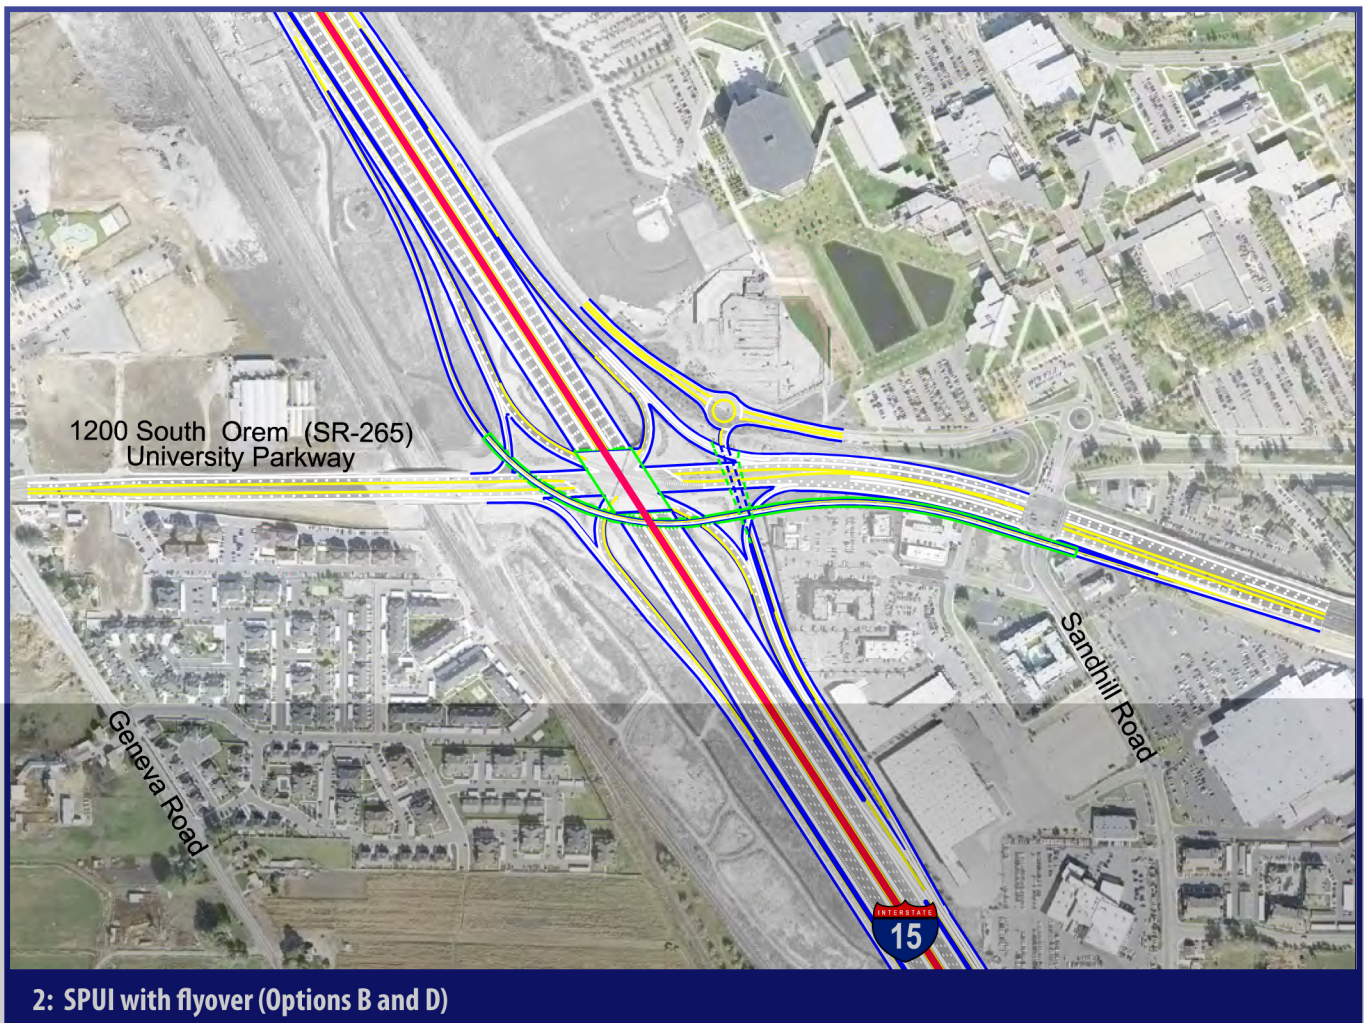 1200 South Orem (SR-265)
University Parkway
Geneva Road
Sandhill Road
INTERSTATE
15
2: SPUI with flyover (Options B and D)